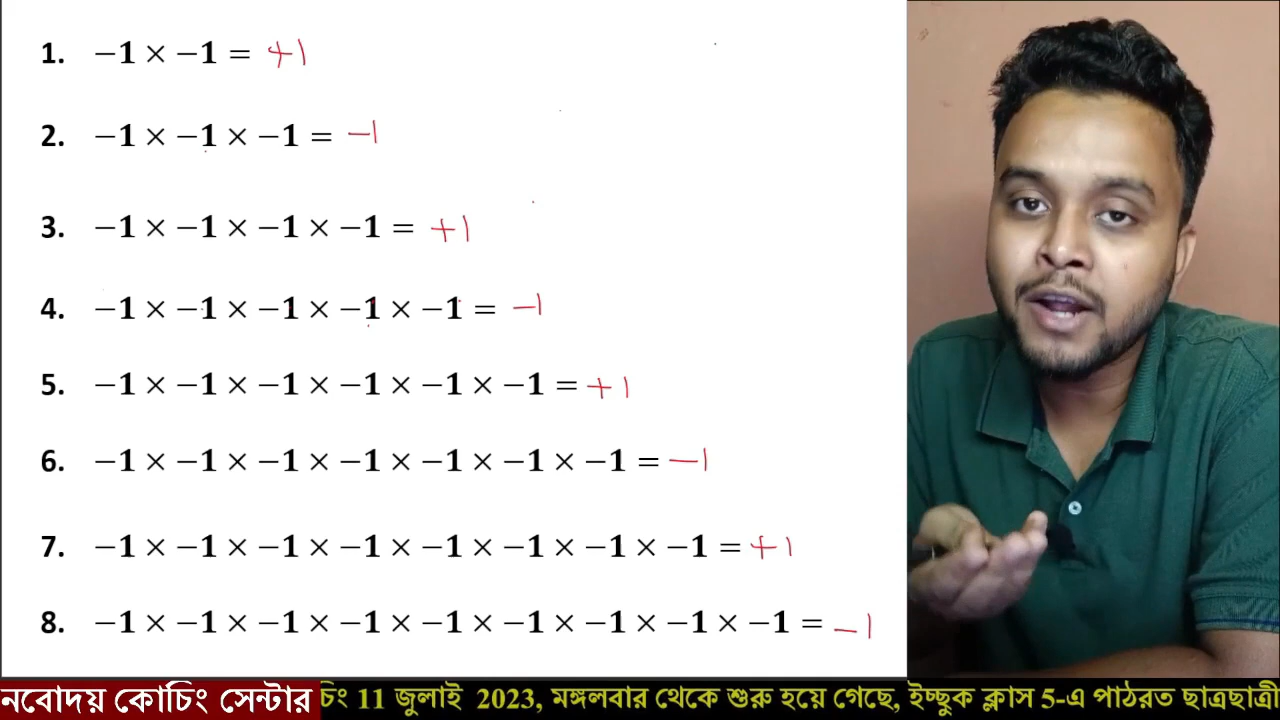 1. −1 × −1 = +1
2. −1 × −1 × −1 = −1
3. −1 × −1 × −1 × −1 = +1
4. −1 × −1 × −1 × −1 × −1 = −1
5. −1 × −1 × −1 × −1 × −1 × −1 = +1
6. −1 × −1 × −1 × −1 × −1 × −1 × −1 = −1
7. −1 × −1 × −1 × −1 × −1 × −1 × −1 × −1 = +1
8. −1 × −1 × −1 × −1 × −1 × −1 × −1 × −1 × −1 = −1
নবোদয় কোচিং সেন্টার চিং 11 জুলাই 2023, মঙ্গলবার থেকে শুরু হয়ে গেছে, ইচ্ছুক ক্লাস 5-এ পাঠরত ছাত্রছাত্রী